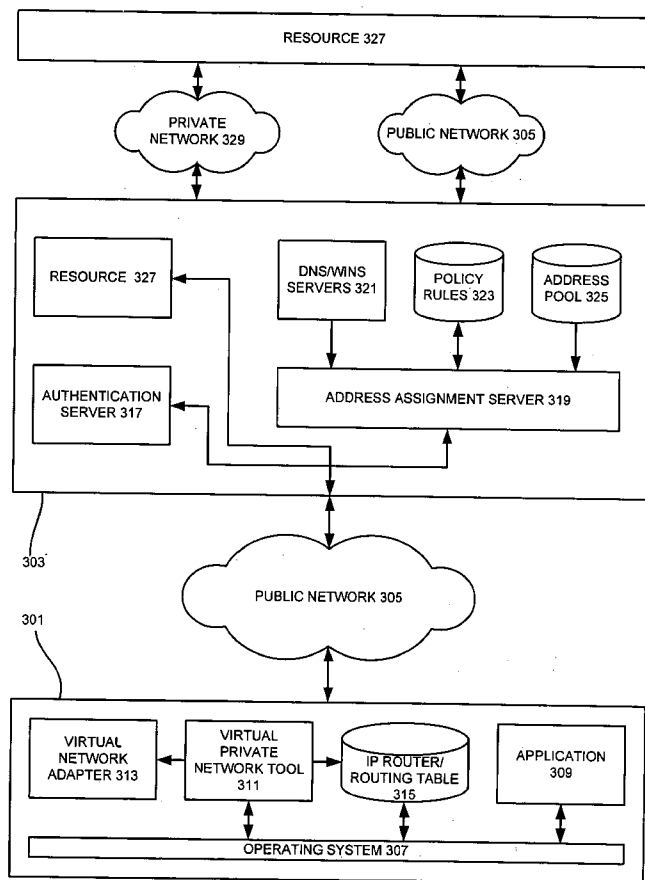 RESOURCE 327
PRIVATE
NETWORK 329
PUBLIC NETWORK 305
RESOURCE 327
DNS/WINS
SERVERS 321
POLICY
RULES 323
ADDRESS
POOL 325
AUTHENTICATION
SERVER 317
ADDRESS ASSIGNMENT SERVER 319
303
PUBLIC NETWORK 305
301
VIRTUAL
NETWORK
ADAPTER 313
VIRTUAL
PRIVATE
NETWORK TOOL
311
IP ROUTER/
ROUTING TABLE
315
APPLICATION
309
OPERATING SYSTEM 307